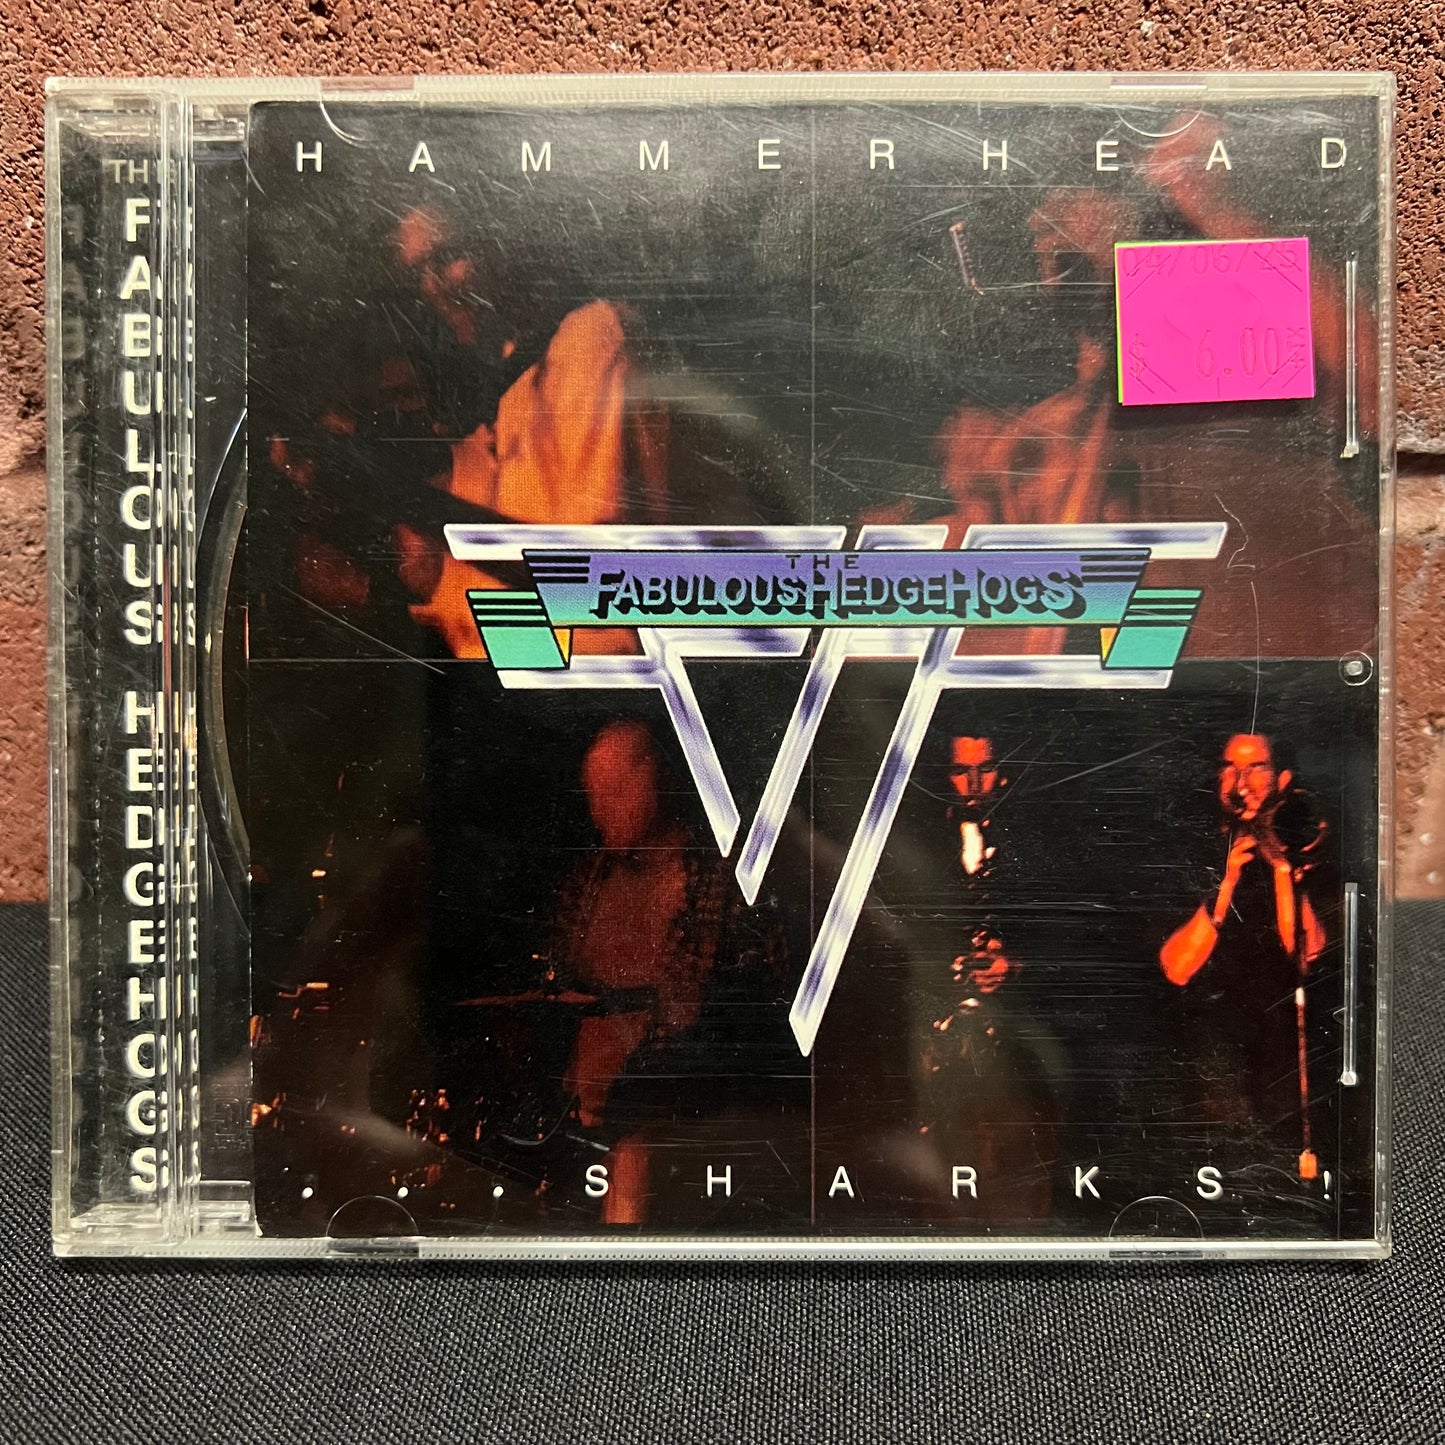 HAMMERHEAD
THE
FABULOUS HEDGEHOGS
04/06/25
6.00
THE
FABULOUS HEDGEHOGS
...SHARKS!